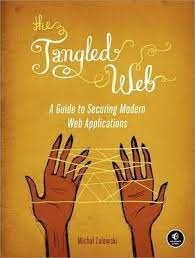 the
Tangled Web
A Guide to Securing Modern
Web Applications
Michal Zalewski